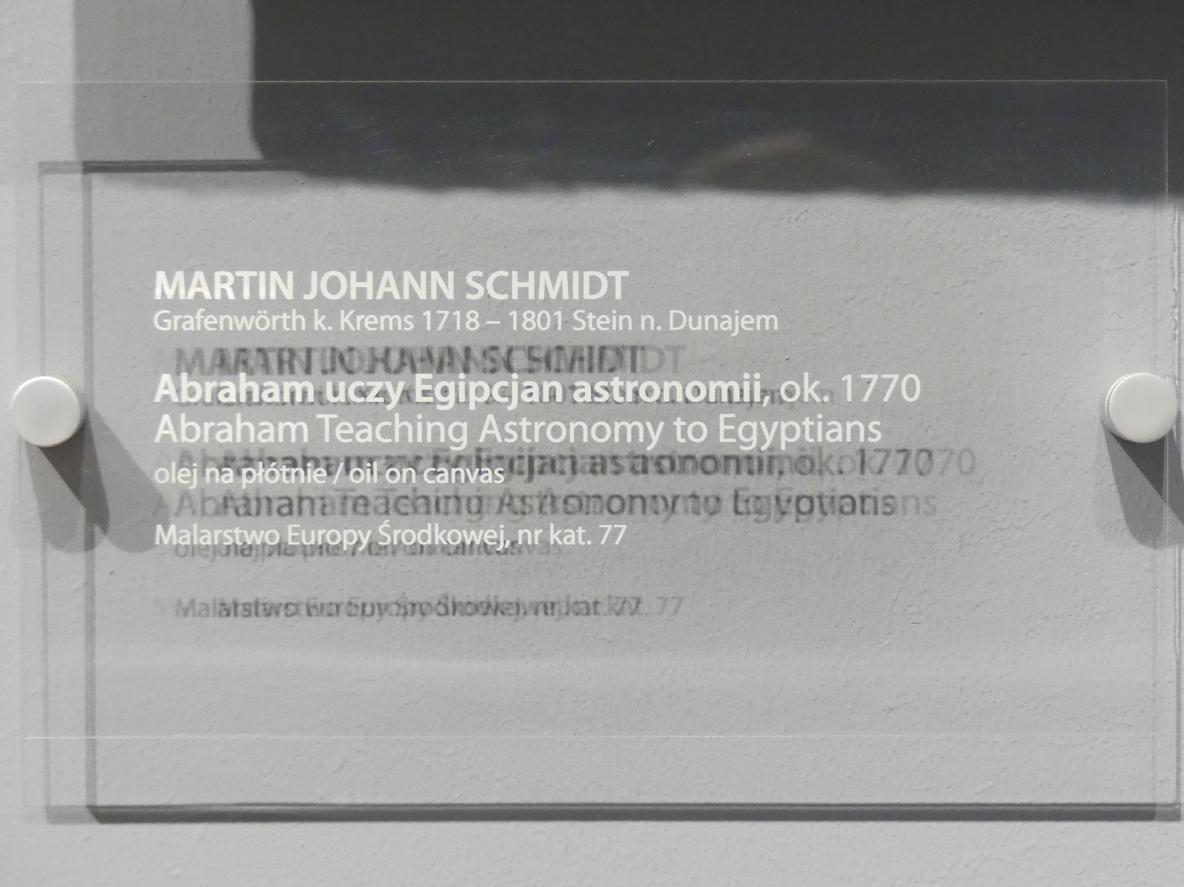 MARTIN JOHANN SCHMIDT
Grafenwörth k. Krems 1718 – 1801 Stein n. Dunajem
Abraham uczy Egipcjan astronomii, ok. 1770
Abraham Teaching Astronomy to Egyptians
olej na płótnie / oil on canvas
Malarstwo Europy Środkowej, nr kat. 77